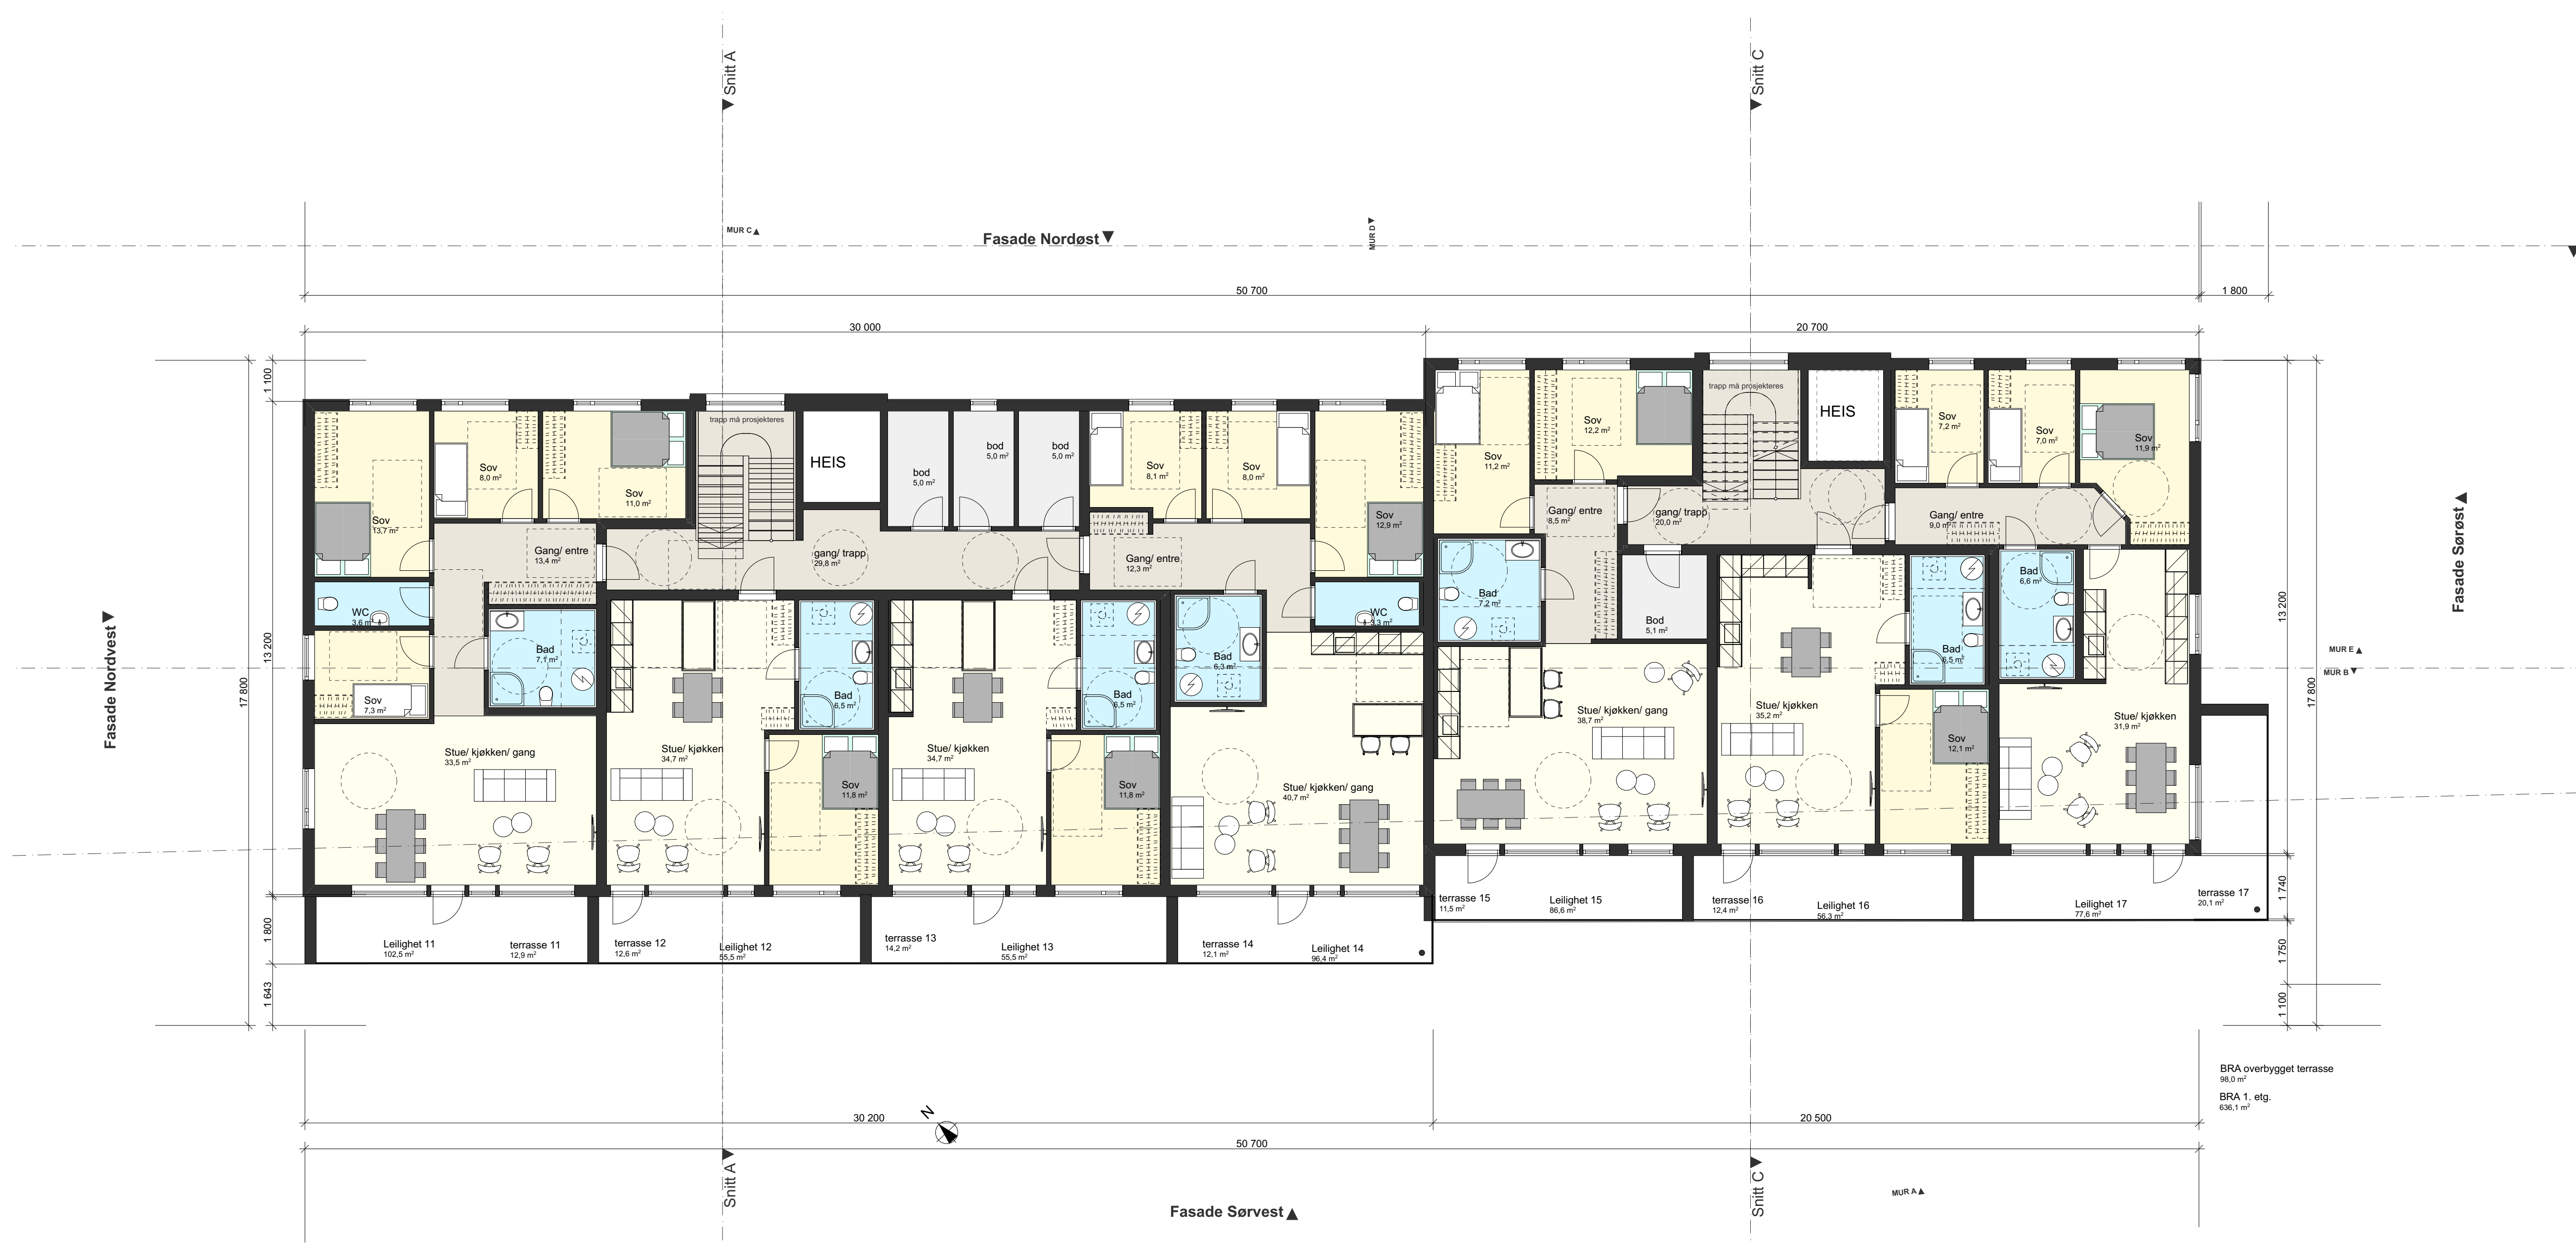 Snitt A
Snitt C
MUR C
Fasade Nordøst
MUR D
50 700
1 800
30 000
20 700
1 100
13 200
17 800
1 800
1 643
Fasade Nordvest
Sov
13,7 m²
Sov
8,0 m²
Sov
11,0 m²
trapp må prosjekteres
HEIS
bod
5,0 m²
bod
5,0 m²
bod
5,0 m²
Sov
8,1 m²
Sov
8,0 m²
Sov
12,9 m²
Gang/ entre
13,4 m²
gang/ trapp
29,8 m²
Gang/ entre
12,3 m²
WC
3,6 m²
Sov
7,3 m²
Bad
7,1 m²
Stue/ kjøkken/ gang
33,5 m²
Stue/ kjøkken
34,7 m²
Bad
6,5 m²
Sov
11,8 m²
Stue/ kjøkken
34,7 m²
Bad
6,5 m²
Sov
11,8 m²
Bad
6,3 m²
WC
3,3 m²
Stue/ kjøkken/ gang
40,7 m²
Leilighet 11
102,5 m²
terrasse 11
12,9 m²
terrasse 12
12,6 m²
Leilighet 12
55,5 m²
terrasse 13
14,2 m²
Leilighet 13
55,5 m²
terrasse 14
12,1 m²
Leilighet 14
96,4 m²
Sov
11,2 m²
Sov
12,2 m²
trapp må prosjekteres
HEIS
Sov
7,2 m²
Sov
7,0 m²
Sov
11,9 m²
Gang/ entre
8,5 m²
gang/ trapp
20,0 m²
Gang/ entre
9,0 m²
Bad
7,2 m²
Bod
5,1 m²
Stue/ kjøkken/ gang
38,7 m²
Stue/ kjøkken
35,2 m²
Bad
6,5 m²
Sov
12,1 m²
Bad
6,6 m²
Stue/ kjøkken
31,9 m²
terrasse 15
11,5 m²
Leilighet 15
86,6 m²
terrasse 16
12,4 m²
Leilighet 16
56,3 m²
Leilighet 17
77,6 m²
terrasse 17
20,1 m²
13 200
17 800
1 740
1 750
1 100
Fasade Sørøst
MUR E
MUR B
BRA overbygget terrasse
98,0 m²
BRA 1. etg.
636,1 m²
30 200
N
20 500
50 700
Snitt A
Snitt C
MUR A
Fasade Sørvest